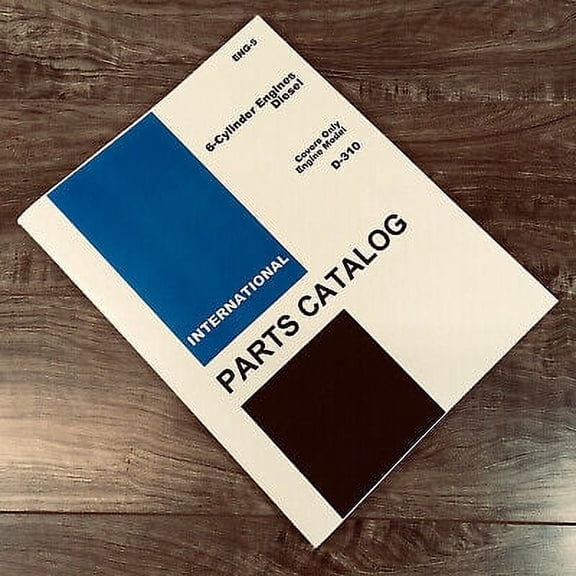 ENG-5
6-Cylinder Engines
Diesel
Covers Only
Engine Model
D-310
INTERNATIONAL
PARTS CATALOG